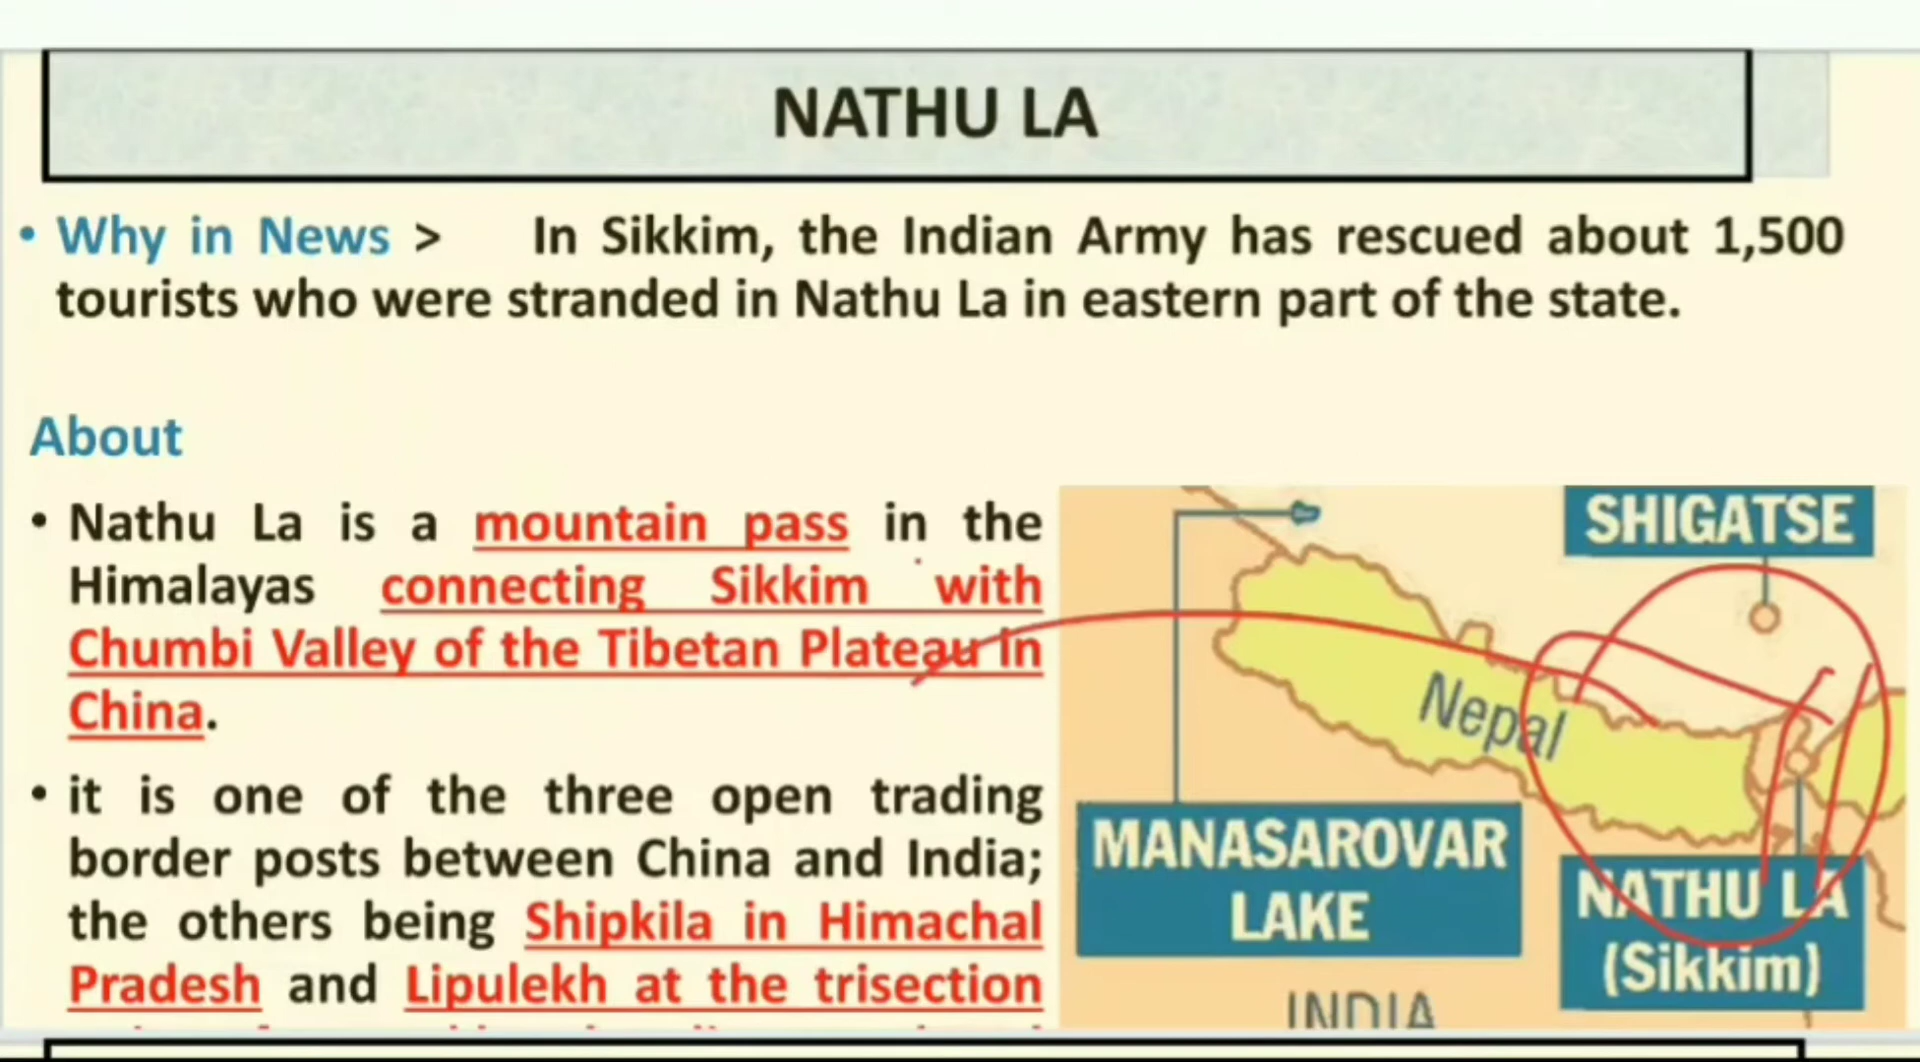 NATHU LA
• Why in News > In Sikkim, the Indian Army has rescued about 1,500
tourists who were stranded in Nathu La in eastern part of the state.
About
• Nathu La is a mountain pass in the
Himalayas connecting Sikkim with
Chumbi Valley of the Tibetan Plateau in
China.
• it is one of the three open trading
border posts between China and India;
the others being Shipkila in Himachal
Pradesh and Lipulekh at the trisection
SHIGATSE
Nepal
MANASAROVAR
LAKE
NATHU LA
(Sikkim)
INDIA